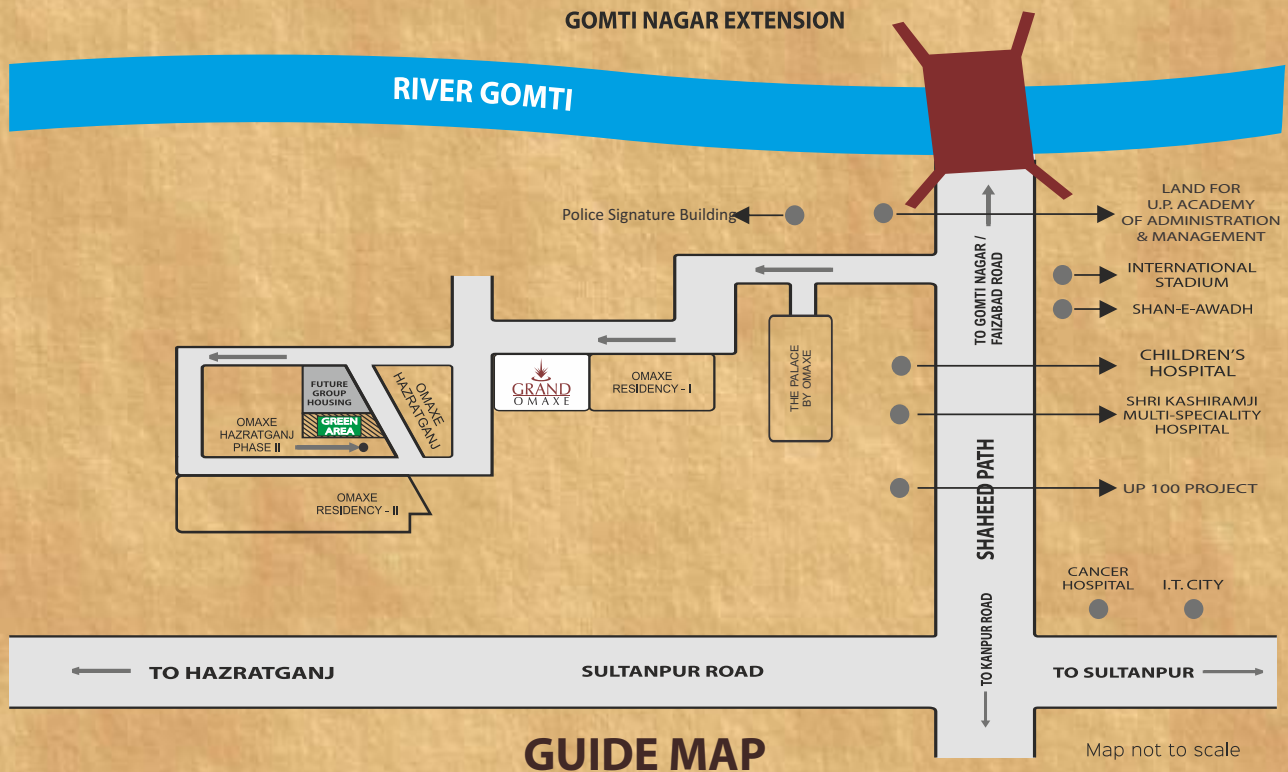 GOMTI NAGAR EXTENSION
RIVER GOMTI
Police Signature Building
LAND FOR
U.P. ACADEMY
OF ADMINISTRATION
& MANAGEMENT
TO GOMTI NAGAR /
FAIZABAD ROAD
INTERNATIONAL
STADIUM
SHAN-E-AWADH
CHILDREN'S
HOSPITAL
SHRI KASHIRAMJI
MULTI-SPECIALITY
HOSPITAL
UP 100 PROJECT
THE PALACE
BY OMAXE
OMAXE
RESIDENCY - I
GRAND
OMAXE
OMAXE
HAZRATGANJ
FUTURE
GROUP
HOUSING
GREEN
AREA
OMAXE
HAZRATGANJ
PHASE II
OMAXE
RESIDENCY - II
SHAHEED PATH
CANCER
HOSPITAL
I.T. CITY
TO KANPUR ROAD
TO HAZRATGANJ
SULTANPUR ROAD
TO SULTANPUR
GUIDE MAP
Map not to scale